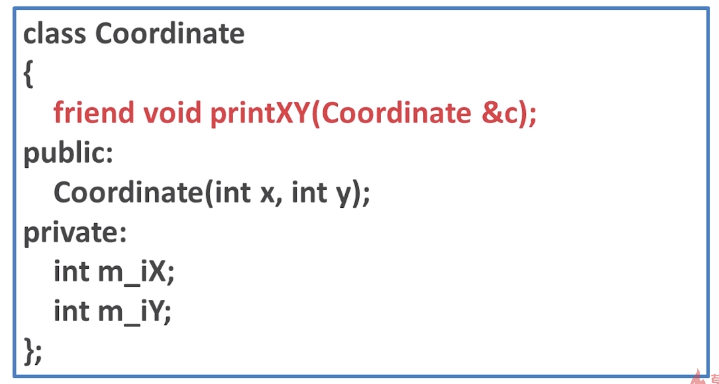 class Coordinate
{
friend void printXY(Coordinate &c);
public:
Coordinate(int x, int y);
private:
int m_iX;
int m_iY;
};